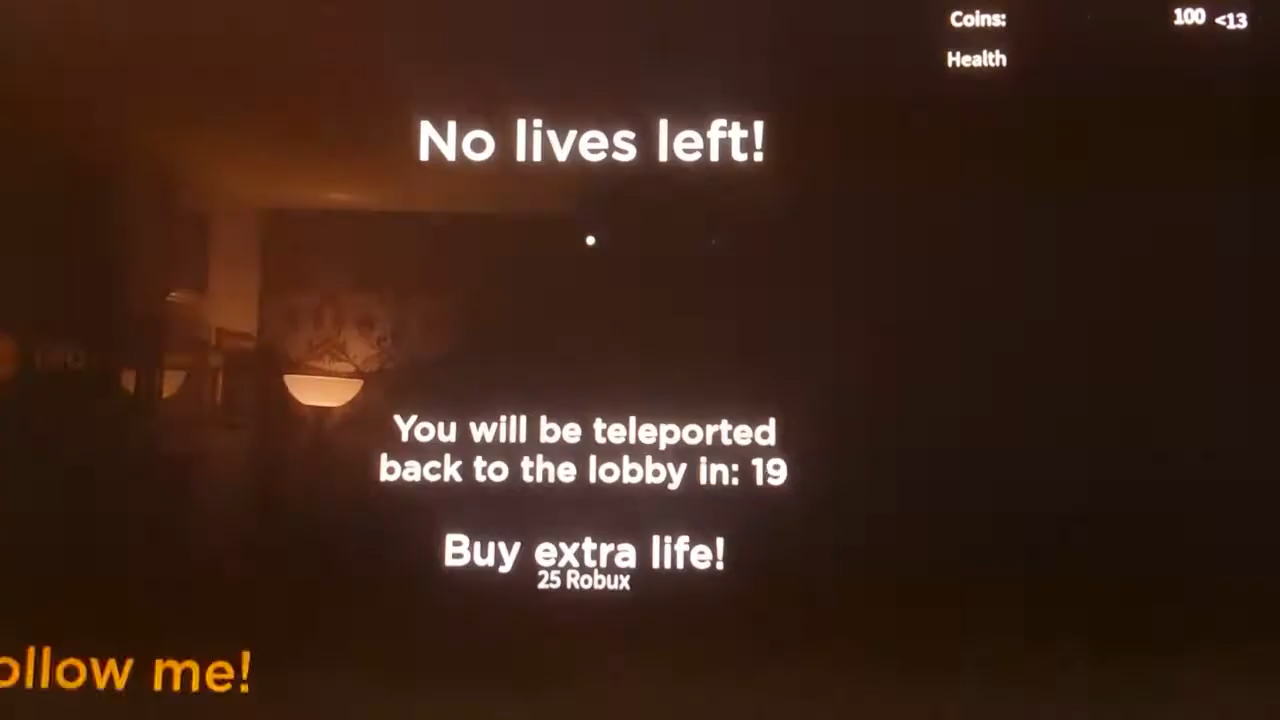 Coins:
100 <13
Health
No lives left!
You will be teleported
back to the lobby in: 19
Buy extra life!
25 Robux
ollow me!